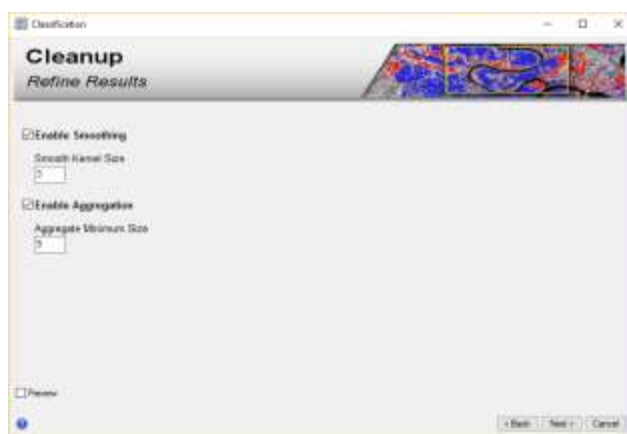 Classification
Cleanup
Refine Results
Enable Smoothing
Smooth Kernel Size
3
Enable Aggregation
Aggregate Minimum Size
9
Preview
< Back Next > Cancel